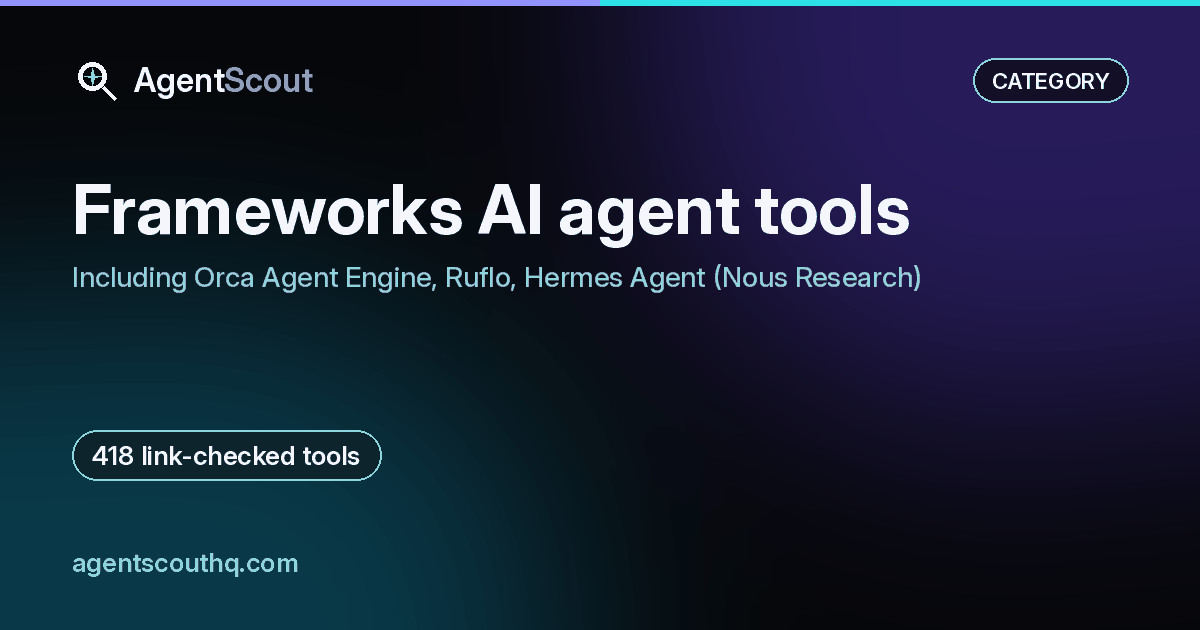 AgentScout
CATEGORY
Frameworks AI agent tools
Including Orca Agent Engine, Ruflo, Hermes Agent (Nous Research)
418 link-checked tools
agentscouthq.com